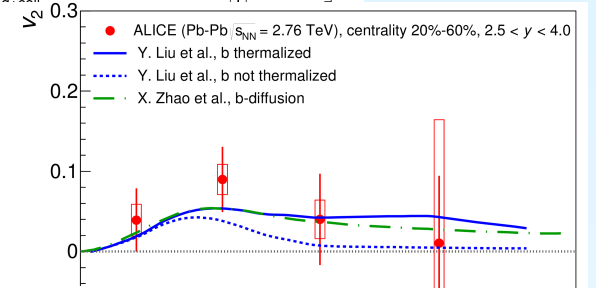 0.3
v2
ALICE (Pb-Pb sNN = 2.76 TeV), centrality 20%-60%, 2.5 < y < 4.0
Y. Liu et al., b thermalized
0.2
Y. Liu et al., b not thermalized
X. Zhao et al., b-diffusion
0.1
0